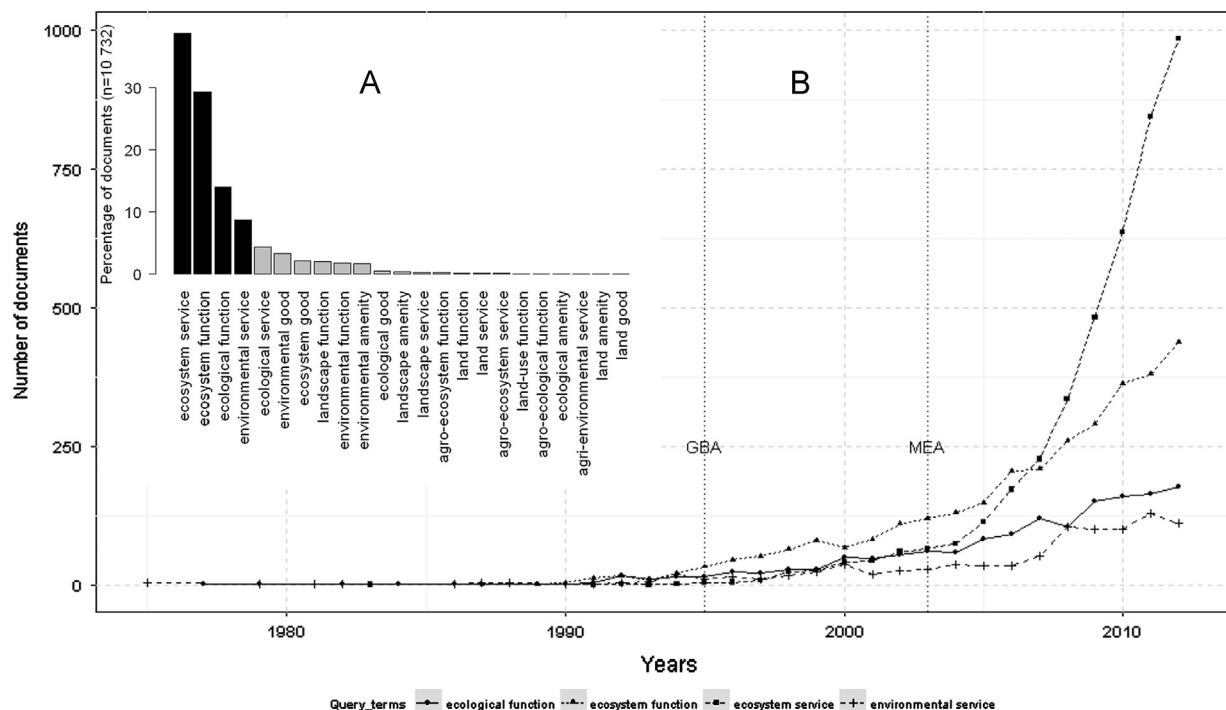 A
B
Percentage of documents (n=10 732)
30
20
10
0
ecosystem service
ecosystem function
ecological function
environmental service
ecological service
environmental good
ecosystem good
landscape function
environmental function
environmental amenity
ecological good
landscape amenity
landscape service
agro-ecosystem function
land function
land service
agro-ecosystem service
land-use function
agro-ecological function
ecological amenity
agri-environmental service
land amenity
land good
Number of documents
1000
750
500
250
0
GBA
MEA
1980
1990
2000
2010
Years
Query_terms ecological function ecosystem function ecosystem service environmental service